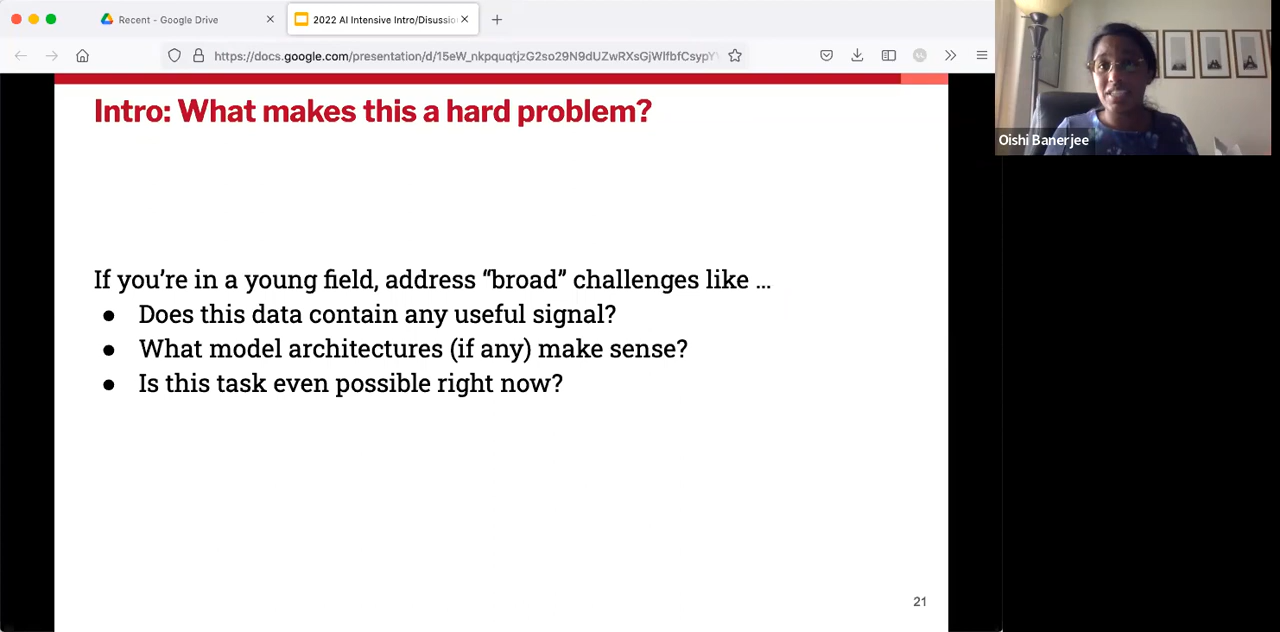 Recent - Google Drive
2022 AI Intensive Intro/Disussio
https://docs.google.com/presentation/d/15eW_nkpquqtjzG2so29N9dUZwRXsGjWlfbfCsypY
Intro: What makes this a hard problem?
If you're in a young field, address “broad” challenges like ...
● Does this data contain any useful signal?
● What model architectures (if any) make sense?
● Is this task even possible right now?
21
Oishi Banerjee